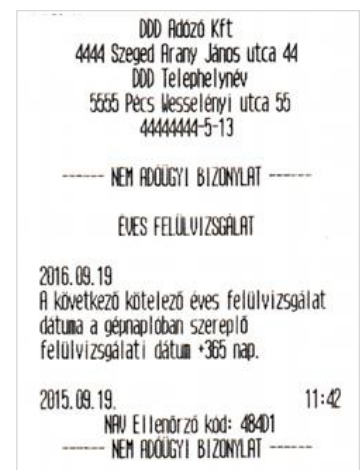 DDD Adózó Kft
4444 Szeged Arany János utca 44
DDD Telephelynév
5555 Pécs Wesselényi utca 55
44444444-5-13
------ NEM ADÓÜGYI BIZONYLAT ------
ÉVES FELÜLVIZSGÁLAT
2016.09.19
A következő kötelező éves felülvizsgálat
dátuma a gépnaplóban szereplő
felülvizsgálati dátum +365 nap.
2015.09.19. 11:42
NAV Ellenőrző kód: 484D1
------ NEM ADÓÜGYI BIZONYLAT ------